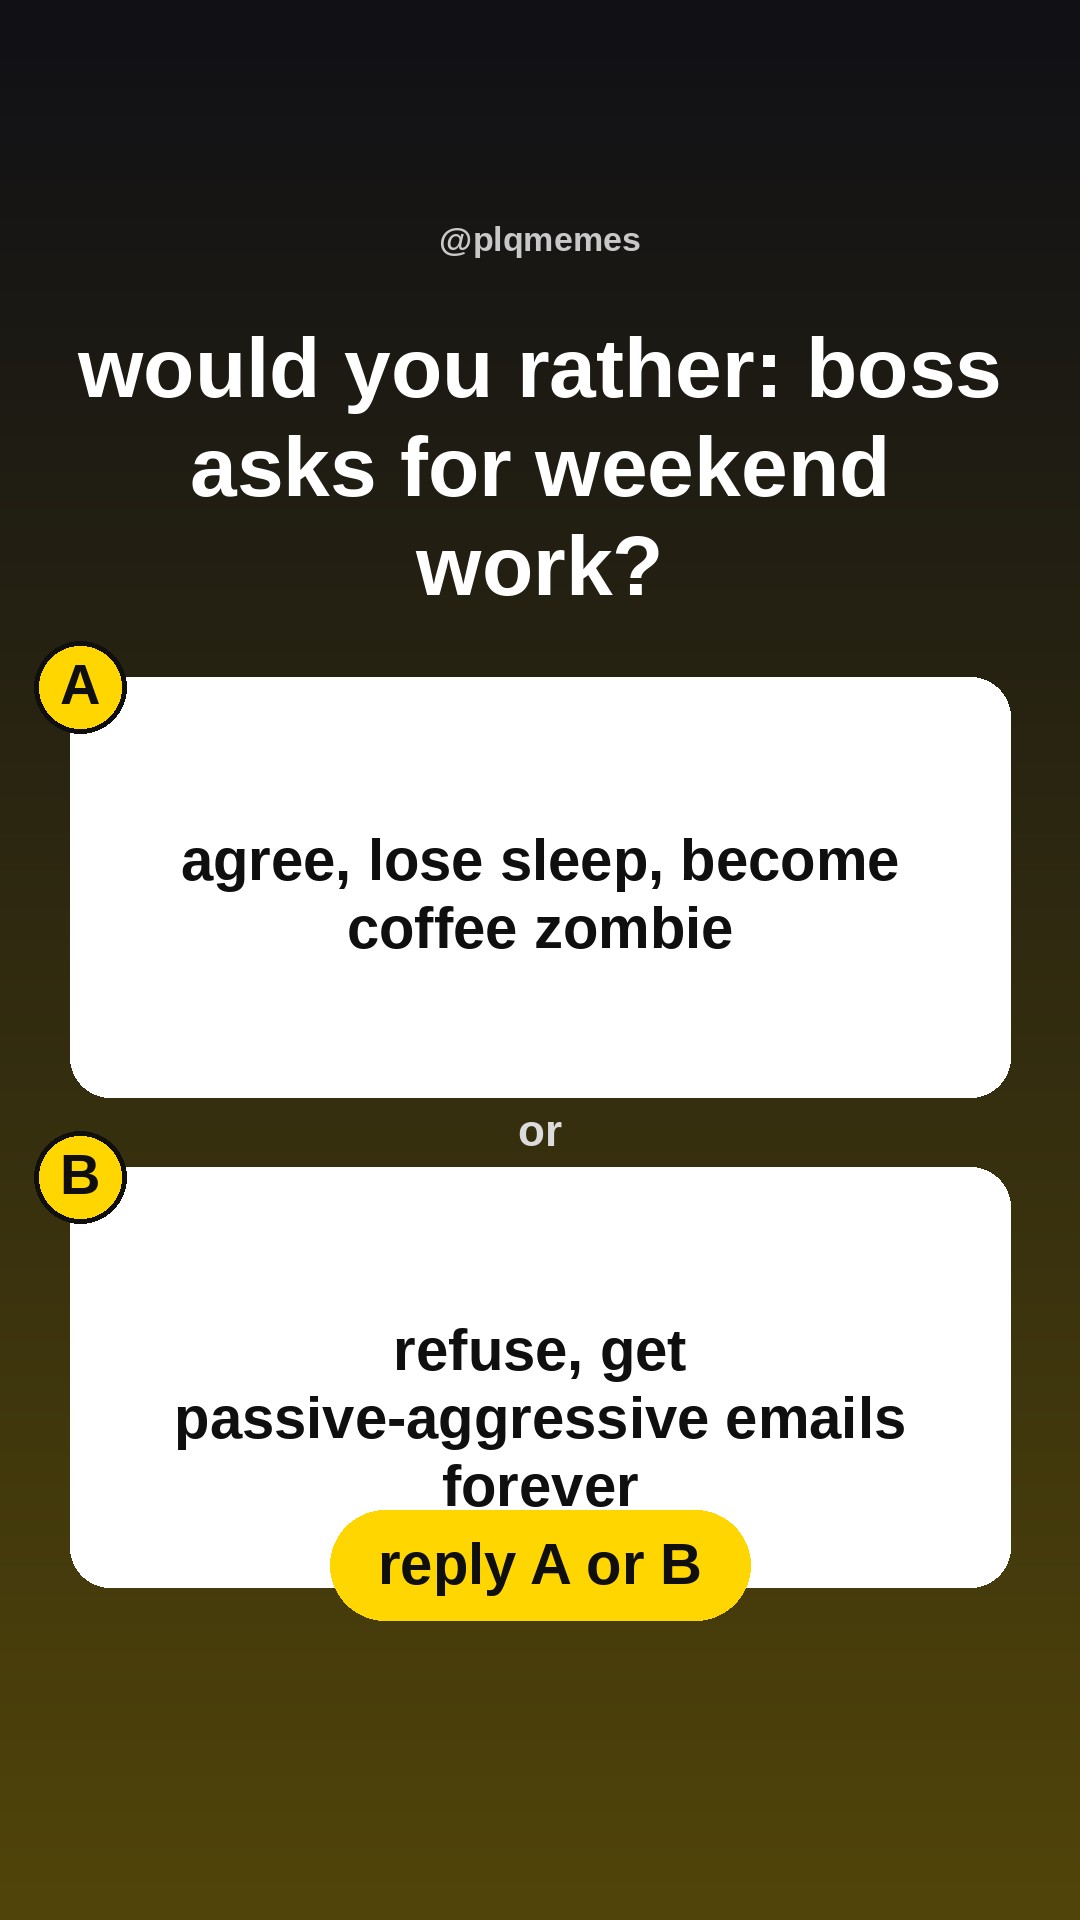 @plqmemes
would you rather: boss
asks for weekend
work?
A
agree, lose sleep, become
coffee zombie
or
B
refuse, get
passive-aggressive emails
forever
reply A or B